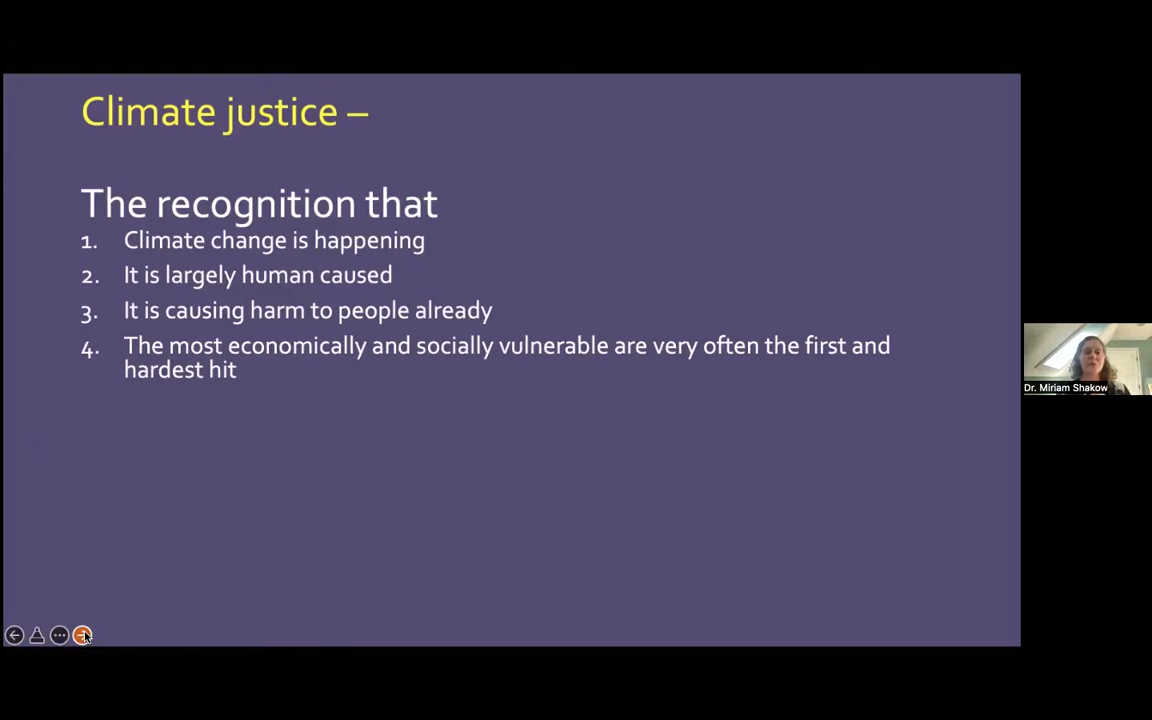 Climate justice –
The recognition that
1. Climate change is happening
2. It is largely human caused
3. It is causing harm to people already
4. The most economically and socially vulnerable are very often the first and
hardest hit
Dr. Miriam Shakow